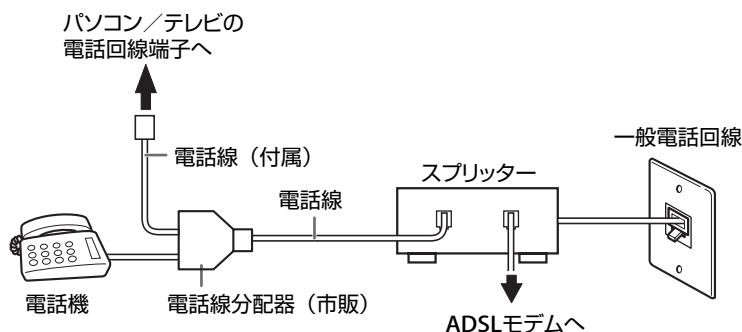 パソコン／テレビの
電話回線端子へ
電話線（付属）
一般電話回線
スプリッター
電話線
電話機
電話線分配器（市販）
ADSLモデムへ